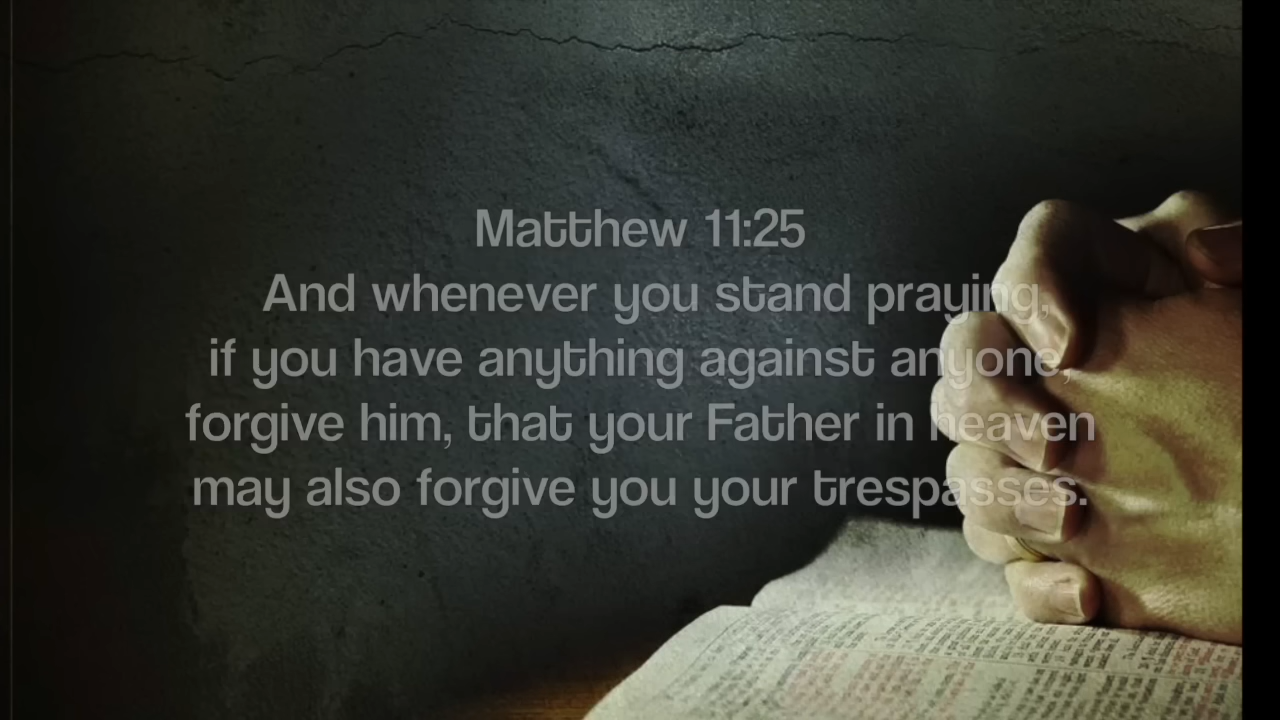 Matthew 11:25
And whenever you stand praying,
if you have anything against anyone,
forgive him, that your Father in heaven
may also forgive you your trespasses.